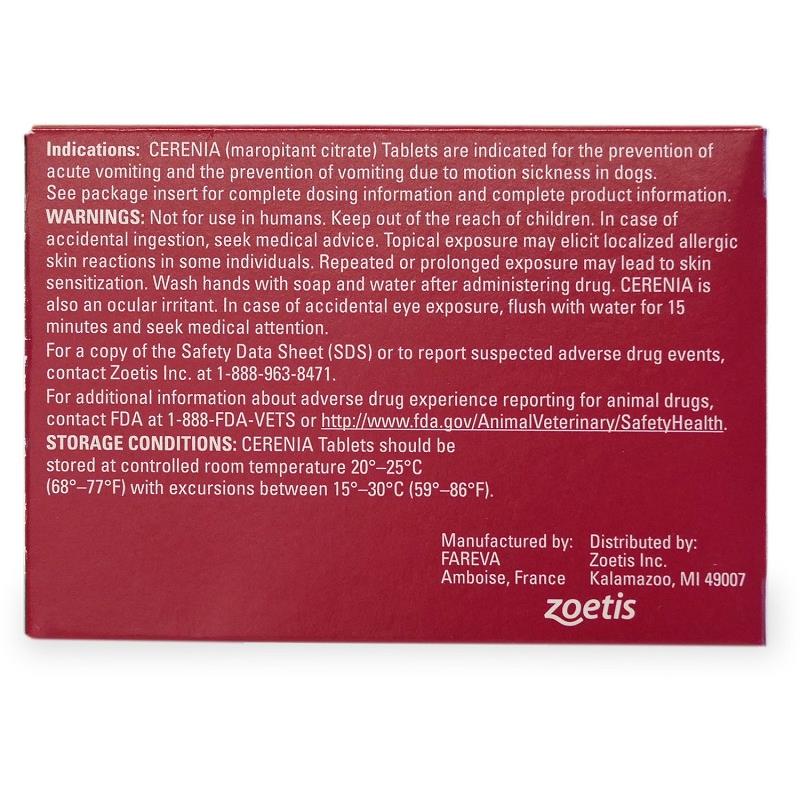 Indications: CERENIA (maropitant citrate) Tablets are indicated for the prevention of
acute vomiting and the prevention of vomiting due to motion sickness in dogs.
See package insert for complete dosing information and complete product information.
WARNINGS: Not for use in humans. Keep out of the reach of children. In case of
accidental ingestion, seek medical advice. Topical exposure may elicit localized allergic
skin reactions in some individuals. Repeated or prolonged exposure may lead to skin
sensitization. Wash hands with soap and water after administering drug. CERENIA is
also an ocular irritant. In case of accidental eye exposure, flush with water for 15
minutes and seek medical attention.
For a copy of the Safety Data Sheet (SDS) or to report suspected adverse drug events,
contact Zoetis Inc. at 1-888-963-8471.
For additional information about adverse drug experience reporting for animal drugs,
contact FDA at 1-888-FDA-VETS or http://www.fda.gov/AnimalVeterinary/SafetyHealth.
STORAGE CONDITIONS: CERENIA Tablets should be
stored at controlled room temperature 20°–25°C
(68°–77°F) with excursions between 15°–30°C (59°–86°F).
Manufactured by:
FAREVA
Amboise, France
Distributed by:
Zoetis Inc.
Kalamazoo, MI 49007
zoetis